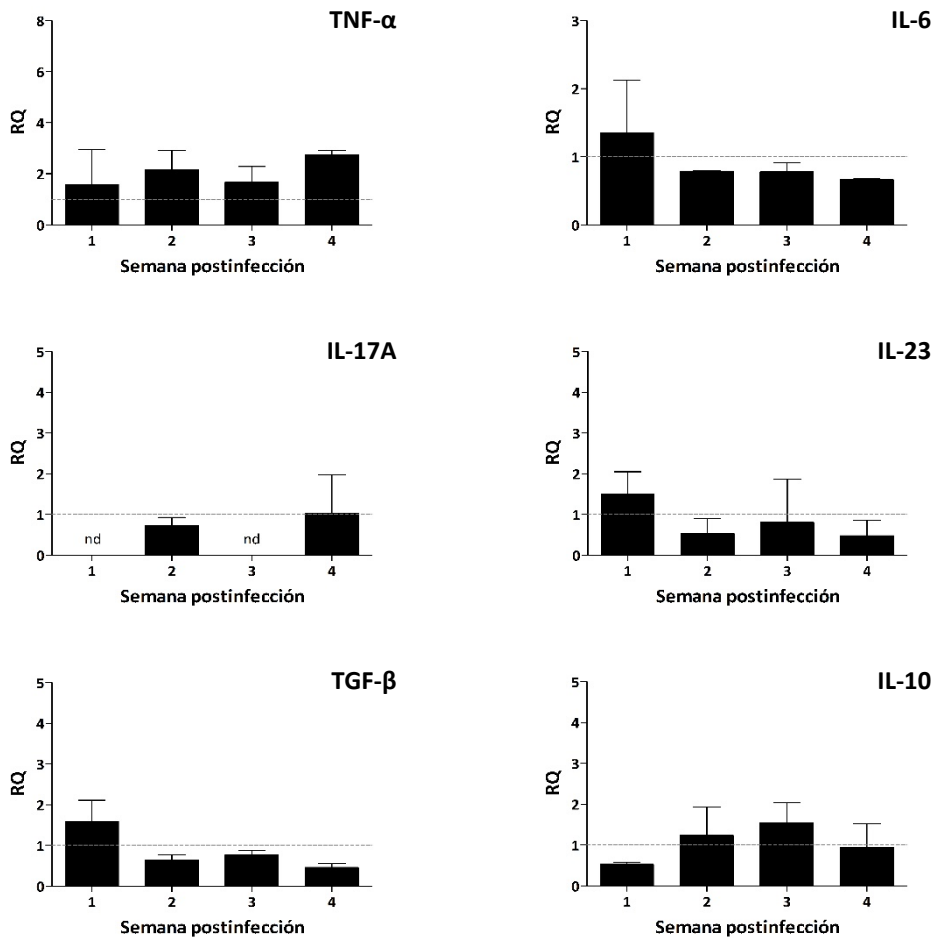 TNF-α
8
6
4
2
0
RQ
1 2 3 4
Semana postinfección
IL-6
3
2
1
0
RQ
1 2 3 4
Semana postinfección
IL-17A
5
4
3
2
1
0
RQ
nd nd
1 2 3 4
Semana postinfección
IL-23
5
4
3
2
1
0
RQ
1 2 3 4
Semana postinfección
TGF-β
5
4
3
2
1
0
RQ
1 2 3 4
Semana postinfección
IL-10
5
4
3
2
1
0
RQ
1 2 3 4
Semana postinfección